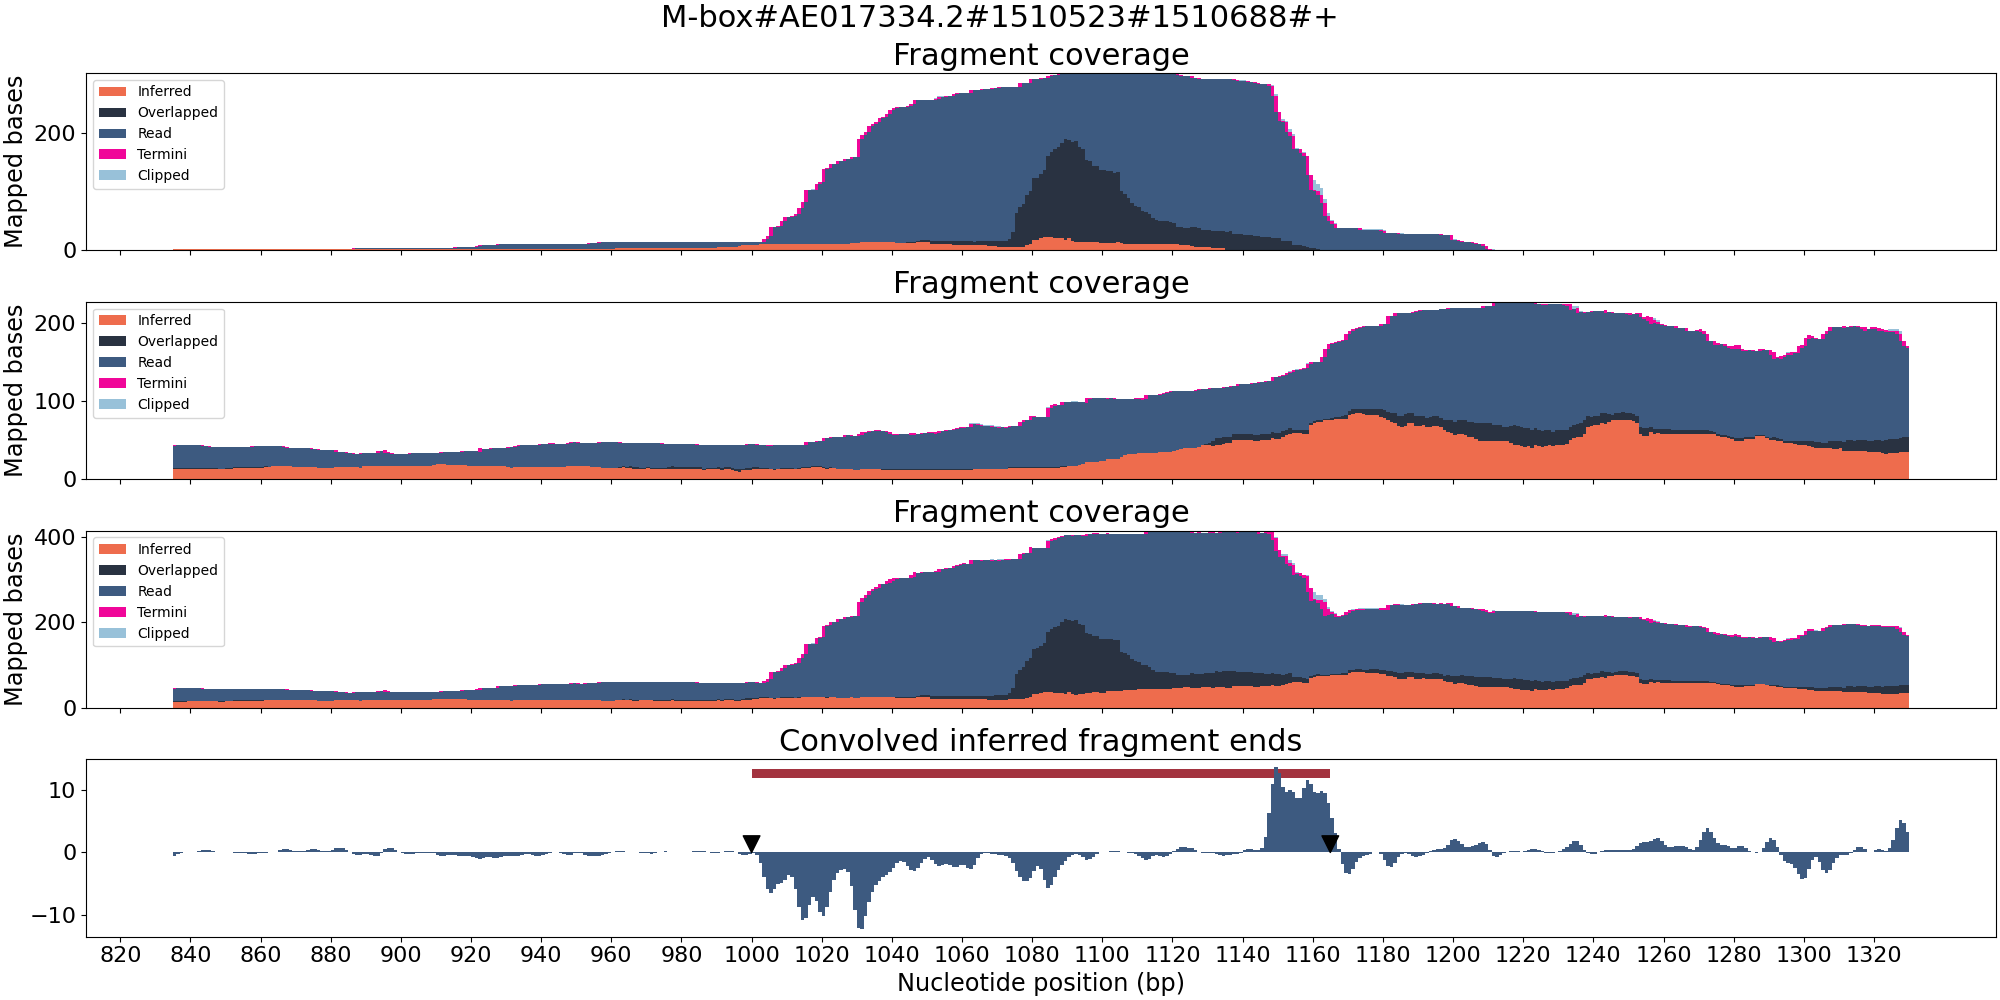 M-box#AE017334.2#1510523#1510688#+
Fragment coverage
Mapped bases
200
0
Inferred
Overlapped
Read
Termini
Clipped
Fragment coverage
Mapped bases
200
100
0
Inferred
Overlapped
Read
Termini
Clipped
Fragment coverage
Mapped bases
400
200
0
Inferred
Overlapped
Read
Termini
Clipped
Convolved inferred fragment ends
10
0
−10
820 840 860 880 900 920 940 960 980 1000 1020 1040 1060 1080 1100 1120 1140 1160 1180 1200 1220 1240 1260 1280 1300 1320
Nucleotide position (bp)